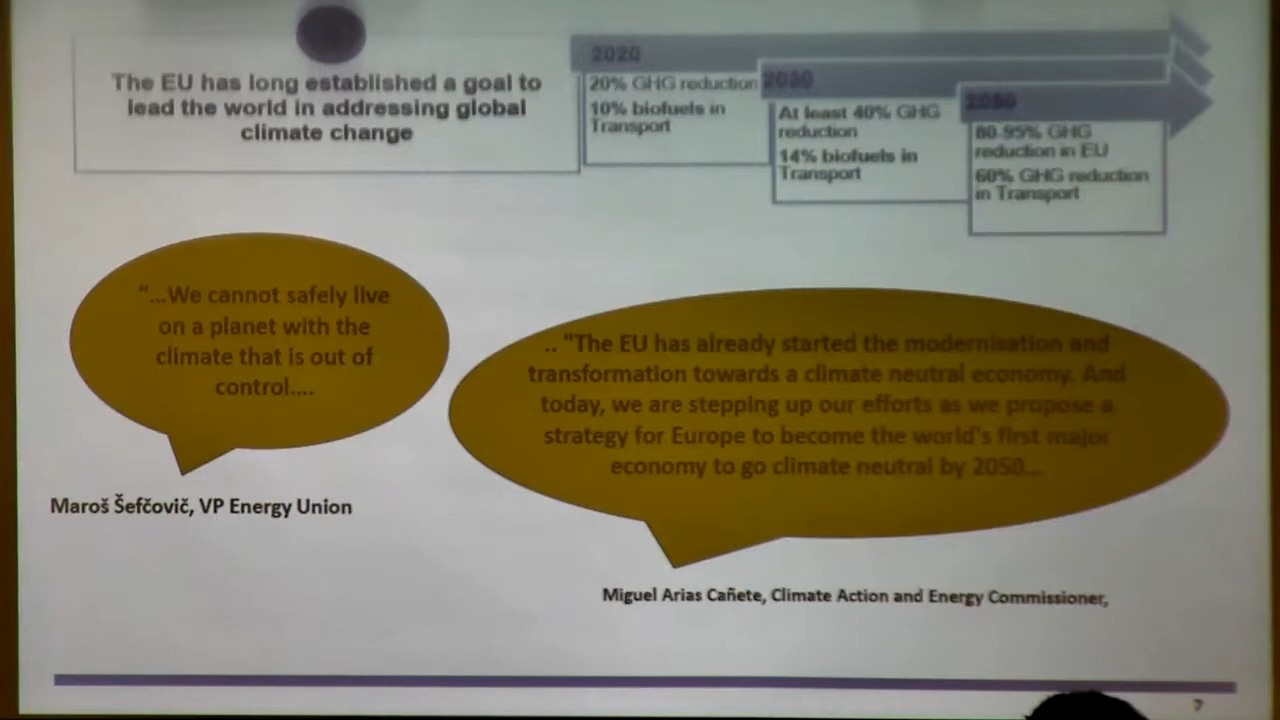 The EU has long established a goal to
lead the world in addressing global
climate change
2020
20% GHG reduction
10% biofuels in
Transport
2030
At least 40% GHG
reduction
14% biofuels in
Transport
2050
80-95% GHG
reduction in EU
60% GHG reduction
in Transport
"...We cannot safely live
on a planet with the
climate that is out of
control....
Maroš Šefčovič, VP Energy Union
.. "The EU has already started the modernisation and
transformation towards a climate neutral economy. And
today, we are stepping up our efforts as we propose a
strategy for Europe to become the world's first major
economy to go climate neutral by 2050...
Miguel Arias Cañete, Climate Action and Energy Commissioner,
7